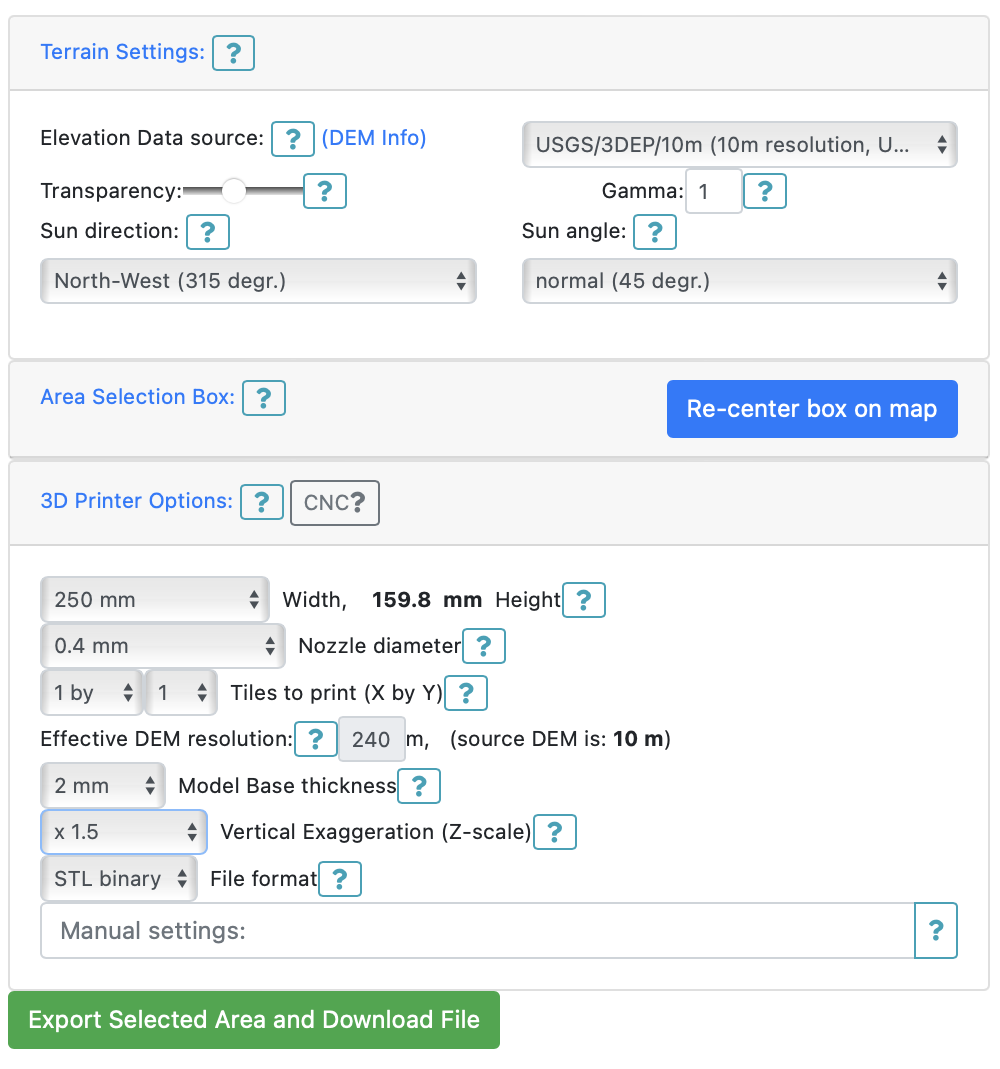 Terrain Settings: ?
Elevation Data source: ? (DEM Info) USGS/3DEP/10m (10m resolution, U...
Transparency: ? Gamma: 1 ?
Sun direction: ? Sun angle: ?
North-West (315 degr.) normal (45 degr.)
Area Selection Box: ? Re-center box on map
3D Printer Options: ? CNC?
250 mm Width, 159.8 mm Height ?
0.4 mm Nozzle diameter ?
1 by 1 Tiles to print (X by Y) ?
Effective DEM resolution: ? 240 m, (source DEM is: 10 m)
2 mm Model Base thickness ?
x 1.5 Vertical Exaggeration (Z-scale) ?
STL binary File format ?
Manual settings: ?
Export Selected Area and Download File